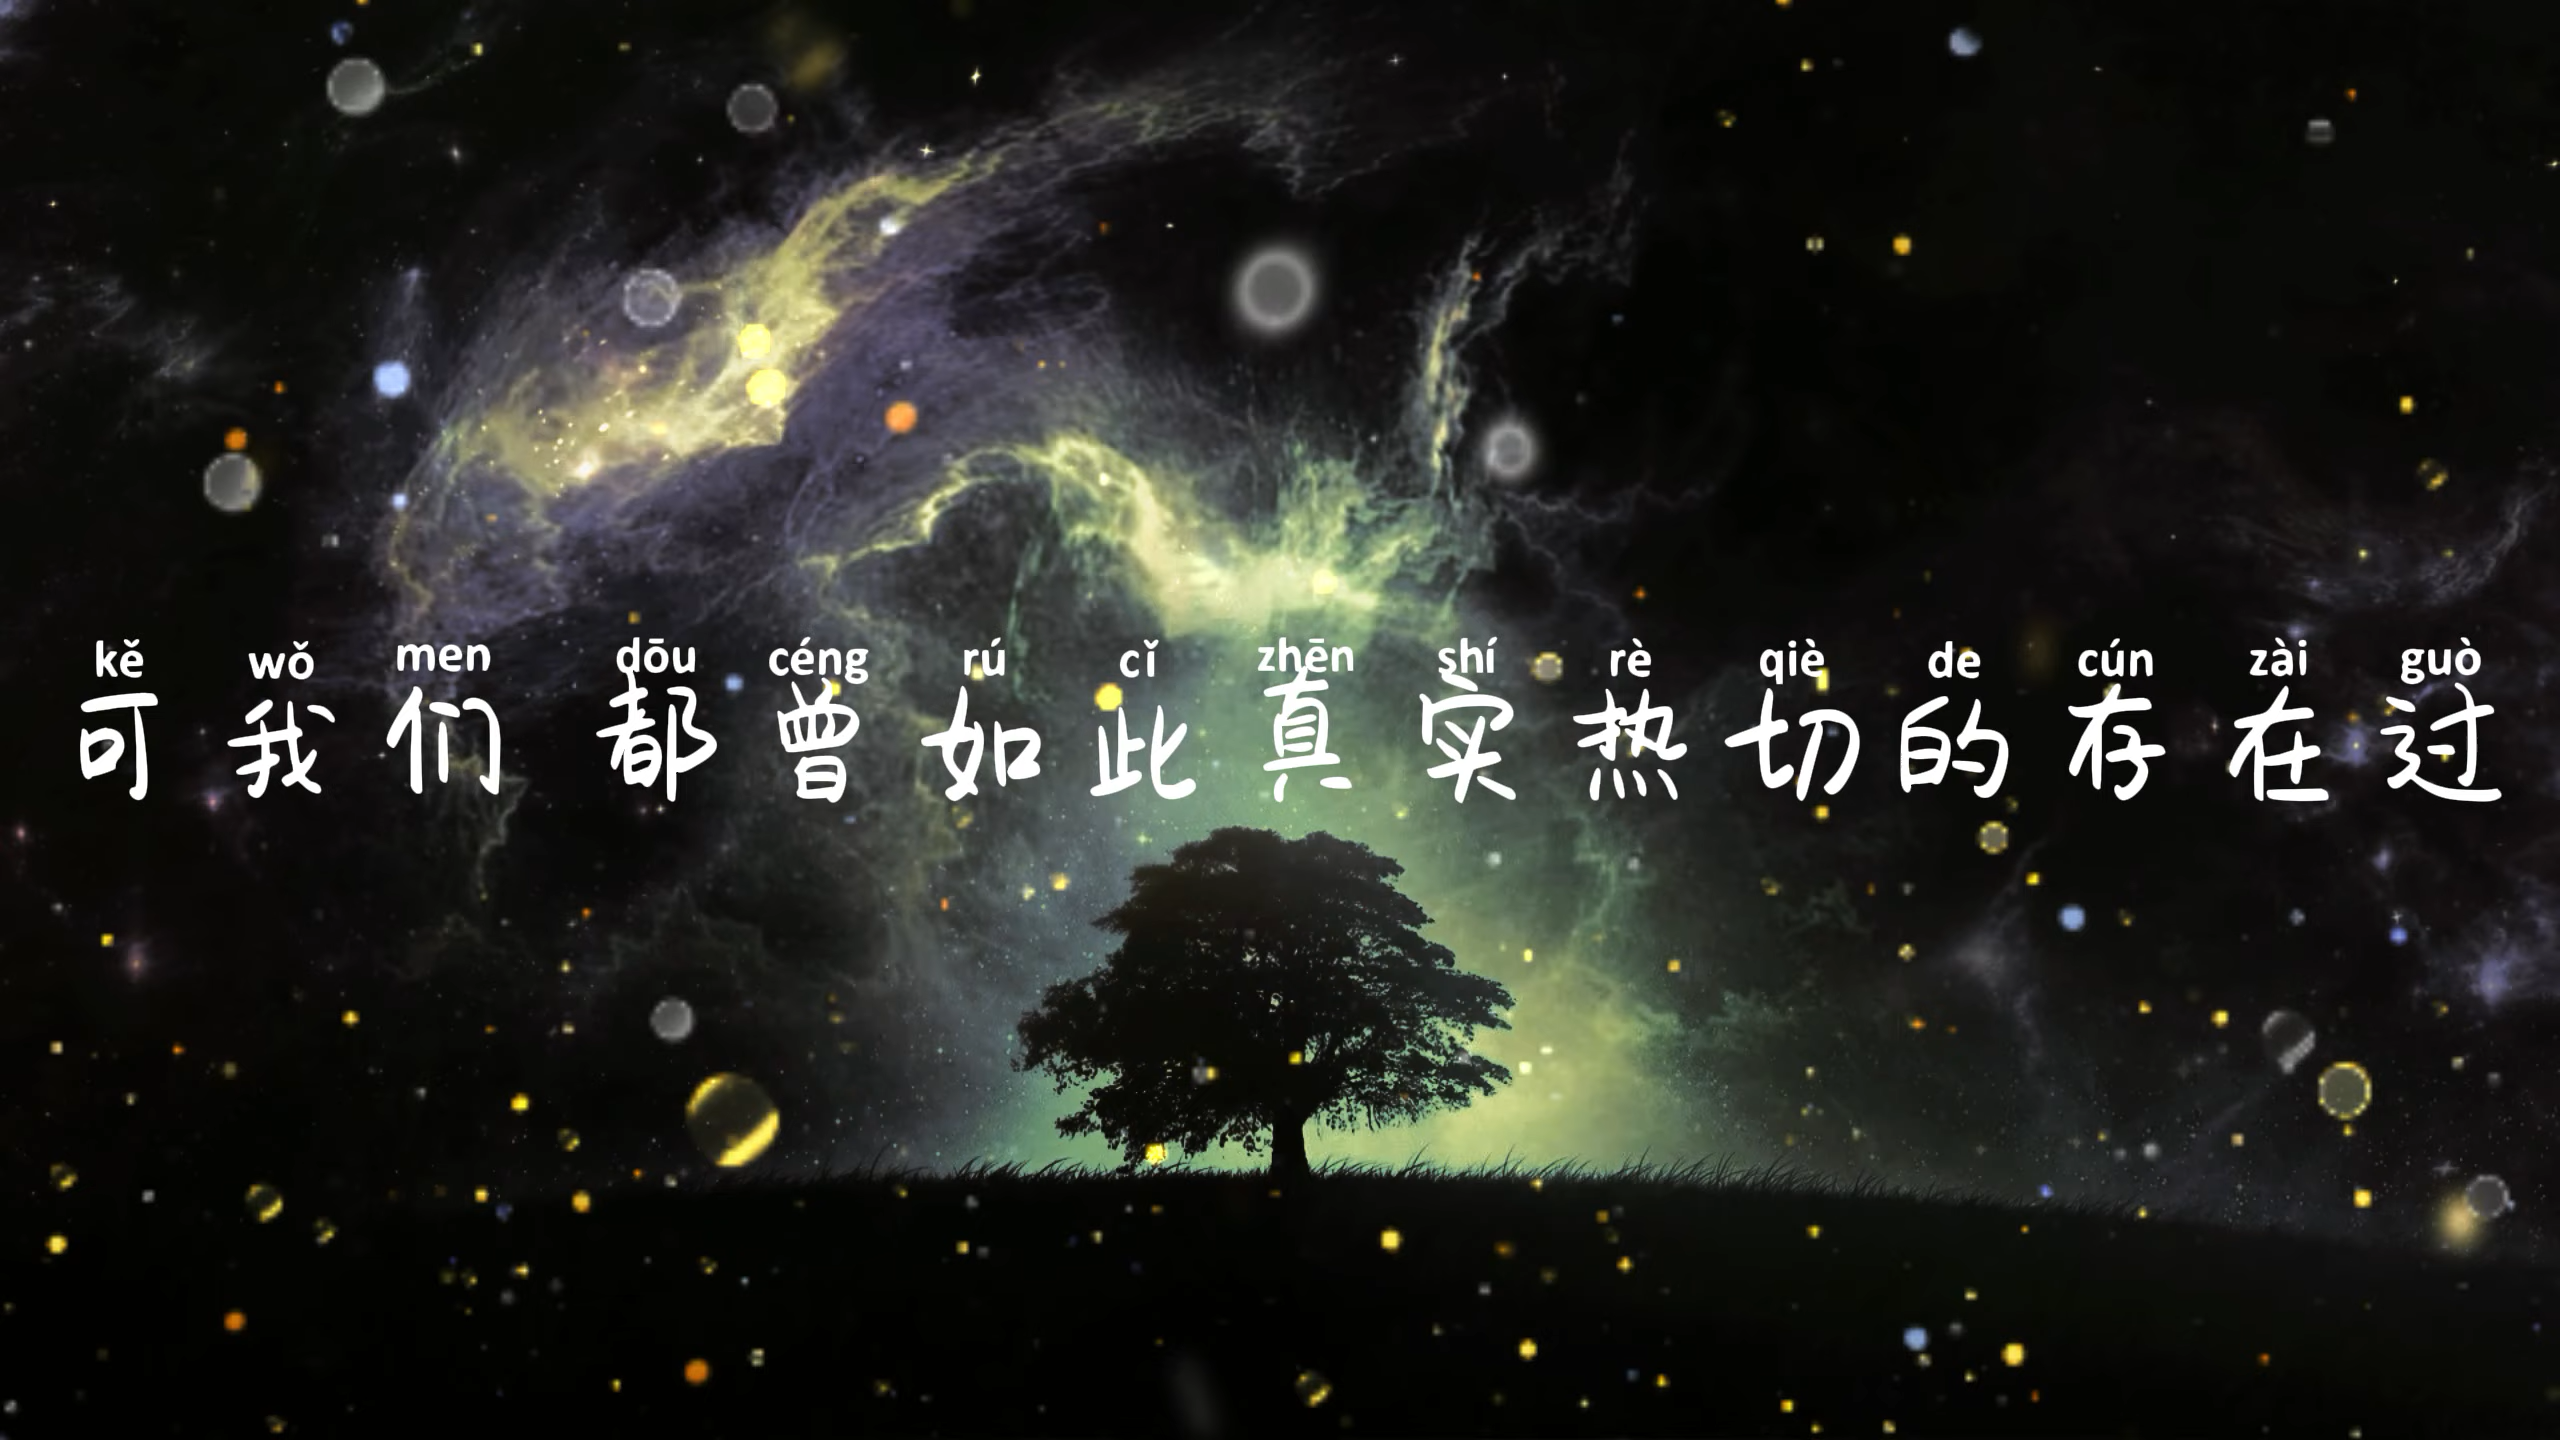 kě wǒ men dōu céng rú cǐ zhēn shí rè qiè de cún zài guò
可我们 都曾如此真实热切的存在过